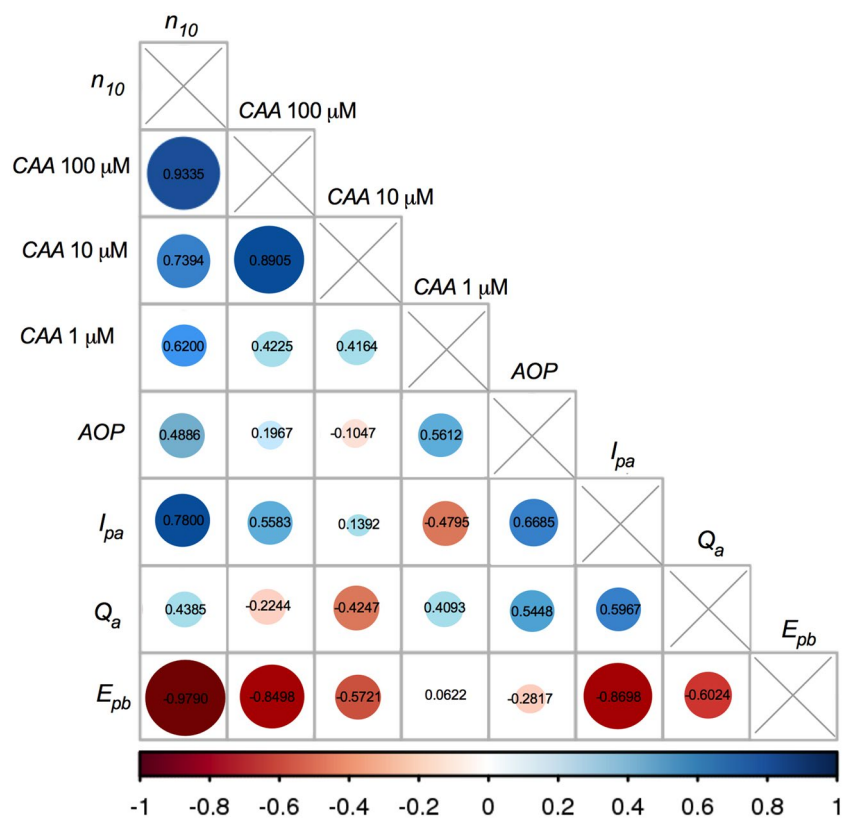 n10
n10
CAA 100 µM
CAA 100 µM 0.9335
CAA 10 µM
CAA 10 µM 0.7394 0.8905
CAA 1 µM
CAA 1 µM 0.6200 0.4225 0.4164
AOP
AOP 0.4886 0.1967 -0.1047 0.5612
Ipa
Ipa 0.7800 0.5583 0.1392 -0.4795 0.6685
Qa
Qa 0.4385 -0.2244 -0.4247 0.4093 0.5448 0.5967
Epb
Epb -0.9790 -0.8498 -0.5721 0.0622 -0.2817 -0.8698 -0.6024
-1 -0.8 -0.6 -0.4 -0.2 0 0.2 0.4 0.6 0.8 1